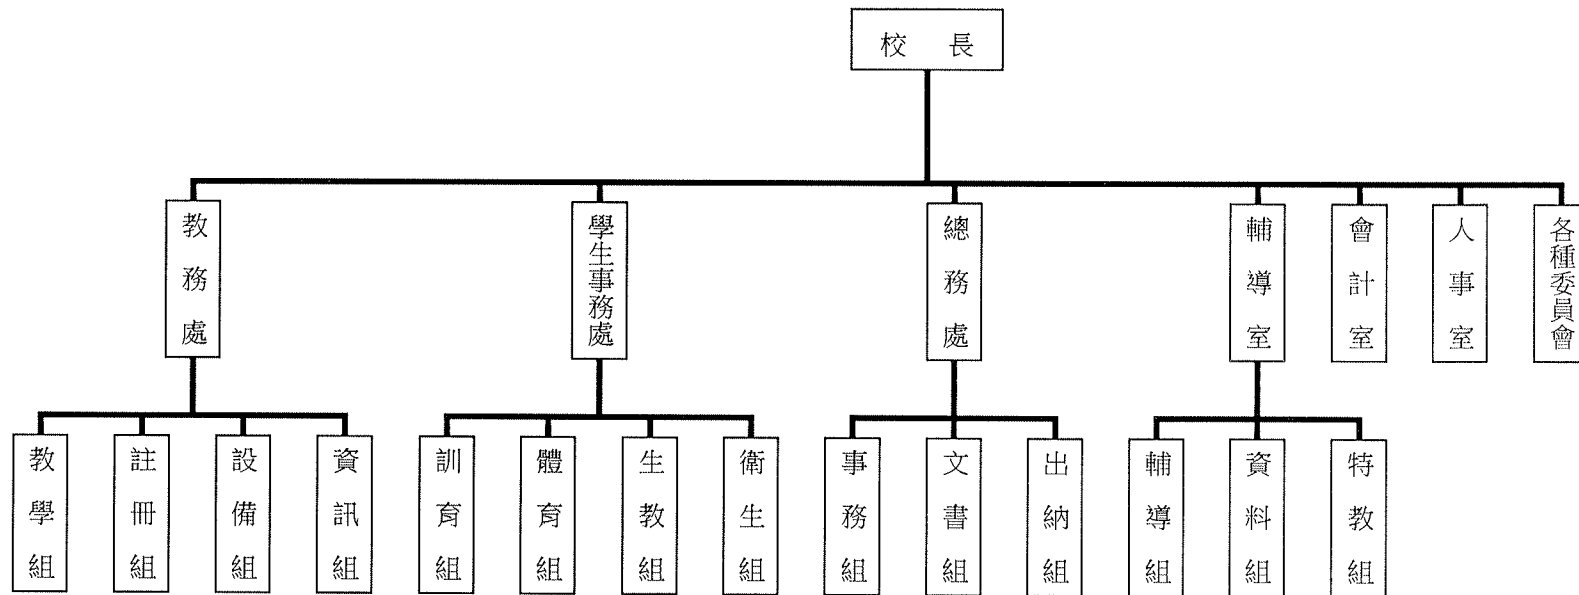 校長
教務處
學生事務處
總務處
輔導室
會計室
人事室
各種委員會
教學組
註冊組
設備組
資訊組
訓育組
體育組
生教組
衛生組
事務組
文書組
出納組
輔導組
資料組
特教組